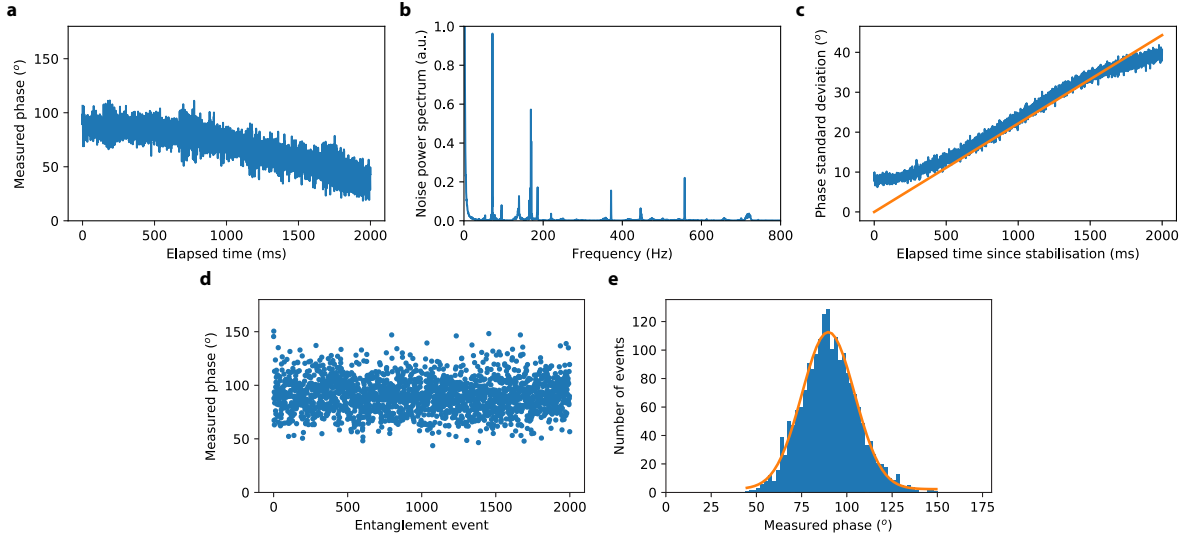 a
150
100
50
0
Measured phase (°)
0 500 1000 1500 2000
Elapsed time (ms)
b
1.0
0.8
0.6
0.4
0.2
0.0
Noise power spectrum (a.u.)
0 200 400 600 800
Frequency (Hz)
c
40
30
20
10
0
Phase standard deviation (°)
0 500 1000 1500 2000
Elapsed time since stabilisation (ms)
d
150
100
50
0
Measured phase (°)
0 500 1000 1500 2000
Entanglement event
e
120
100
80
60
40
20
0
Number of events
0 25 50 75 100 125 150 175
Measured phase (°)